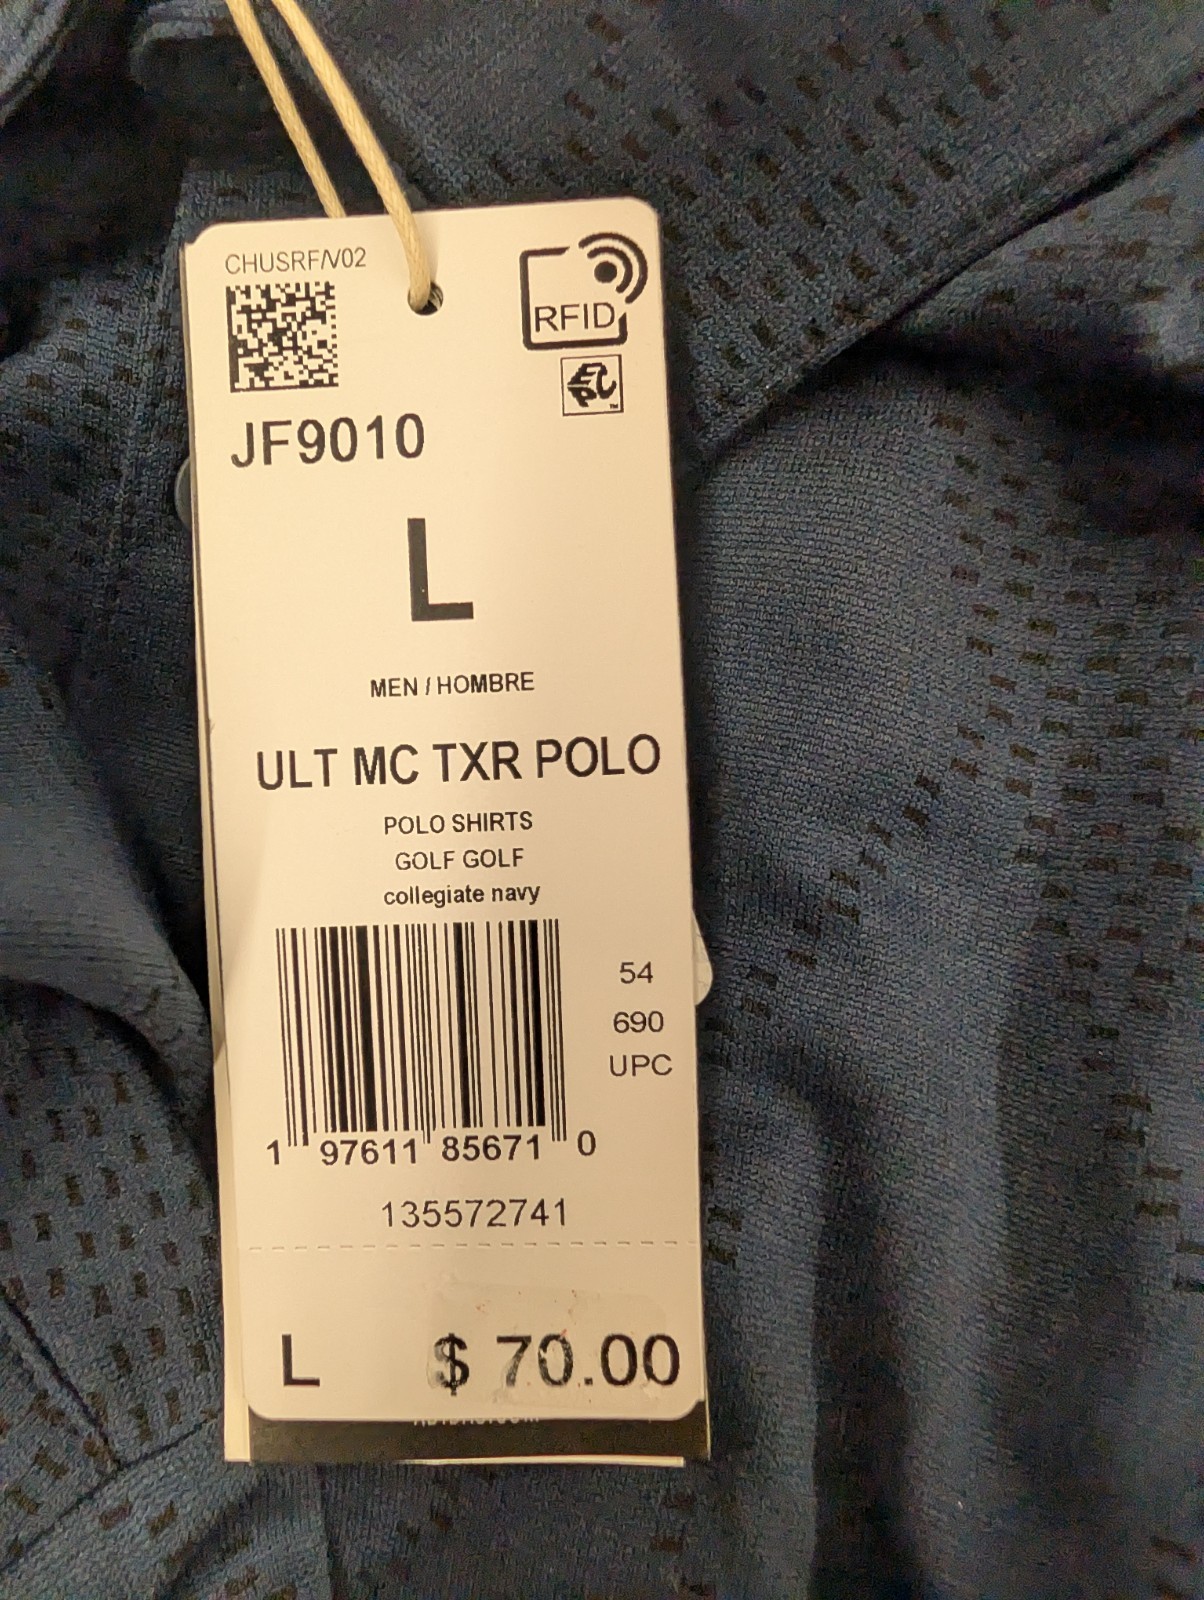 CHUSRF/V02
RFID
JF9010
L
MEN / HOMBRE
ULT MC TXR POLO
POLO SHIRTS
GOLF GOLF
collegiate navy
54
690
UPC
1 97611 85671 0
135572741
L $ 70.00